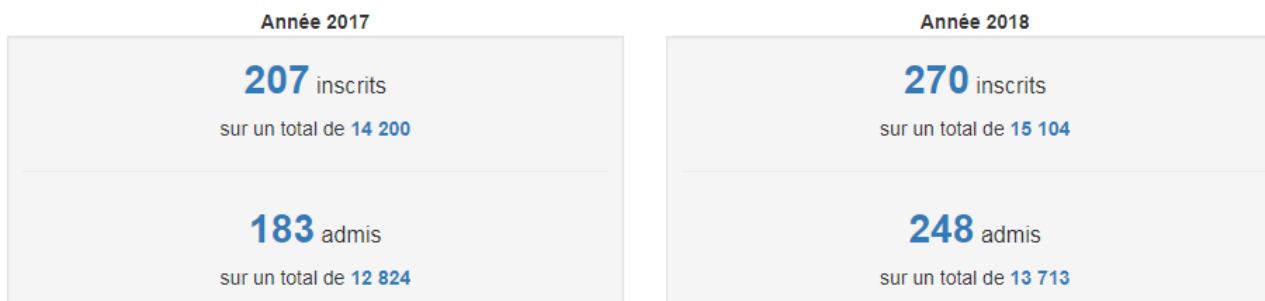 Année 2017
207 inscrits
sur un total de 14 200
183 admis
sur un total de 12 824
Année 2018
270 inscrits
sur un total de 15 104
248 admis
sur un total de 13 713